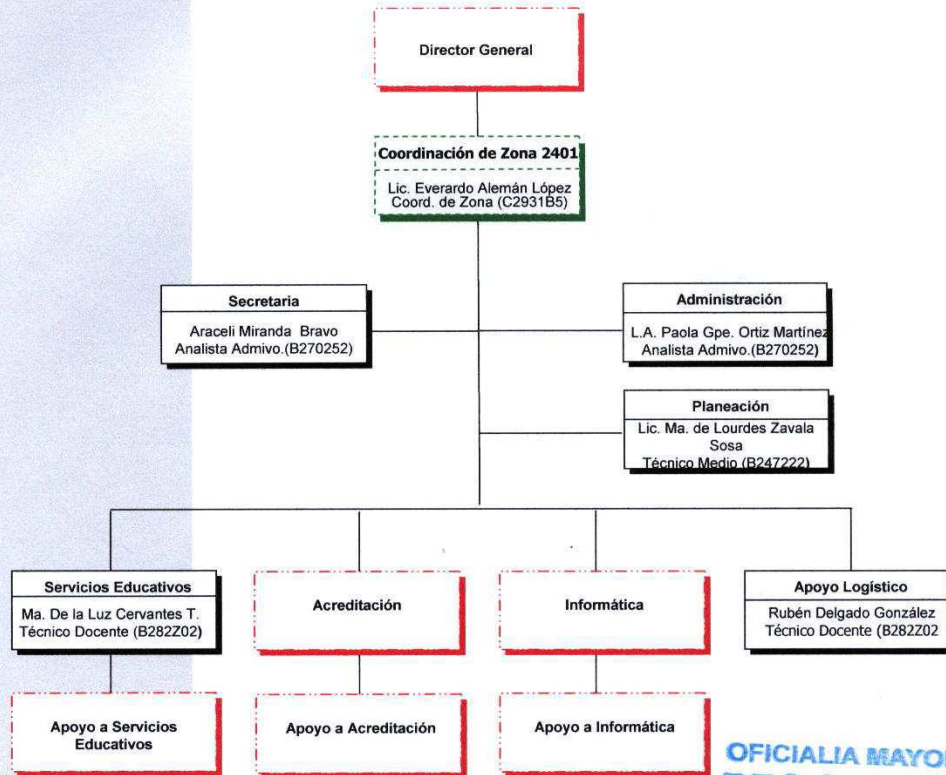 Director General
Coordinación de Zona 2401
Lic. Everardo Alemán López
Coord. de Zona (C2931B5)
Secretaria
Araceli Miranda Bravo
Analista Admivo.(B270252)
Administración
L.A. Paola Gpe. Ortiz Martínez
Analista Admivo.(B270252)
Planeación
Lic. Ma. de Lourdes Zavala
Sosa
Técnico Medio (B247222)
Servicios Educativos
Ma. De la Luz Cervantes T.
Técnico Docente (B282Z02)
Acreditación
Informática
Apoyo Logístico
Rubén Delgado González
Técnico Docente (B282Z02
Apoyo a Servicios
Educativos
Apoyo a Acreditación
Apoyo a Informática
OFICIALIA MAYOR